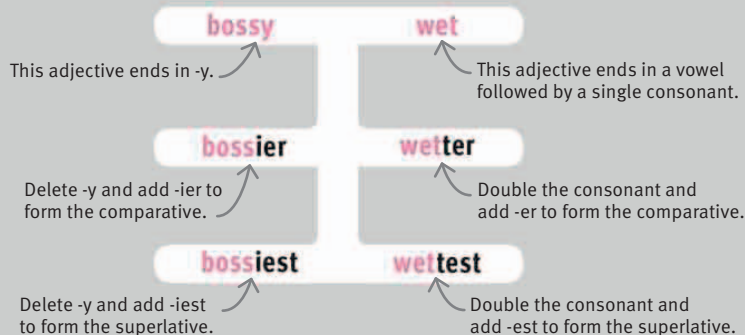 bossy wet
This adjective ends in -y.
This adjective ends in a vowel
followed by a single consonant.
bossier wetter
Delete -y and add -ier to
form the comparative.
Double the consonant and
add -er to form the comparative.
bossiest wettest
Delete -y and add -iest
to form the superlative.
Double the consonant and
add -est to form the superlative.